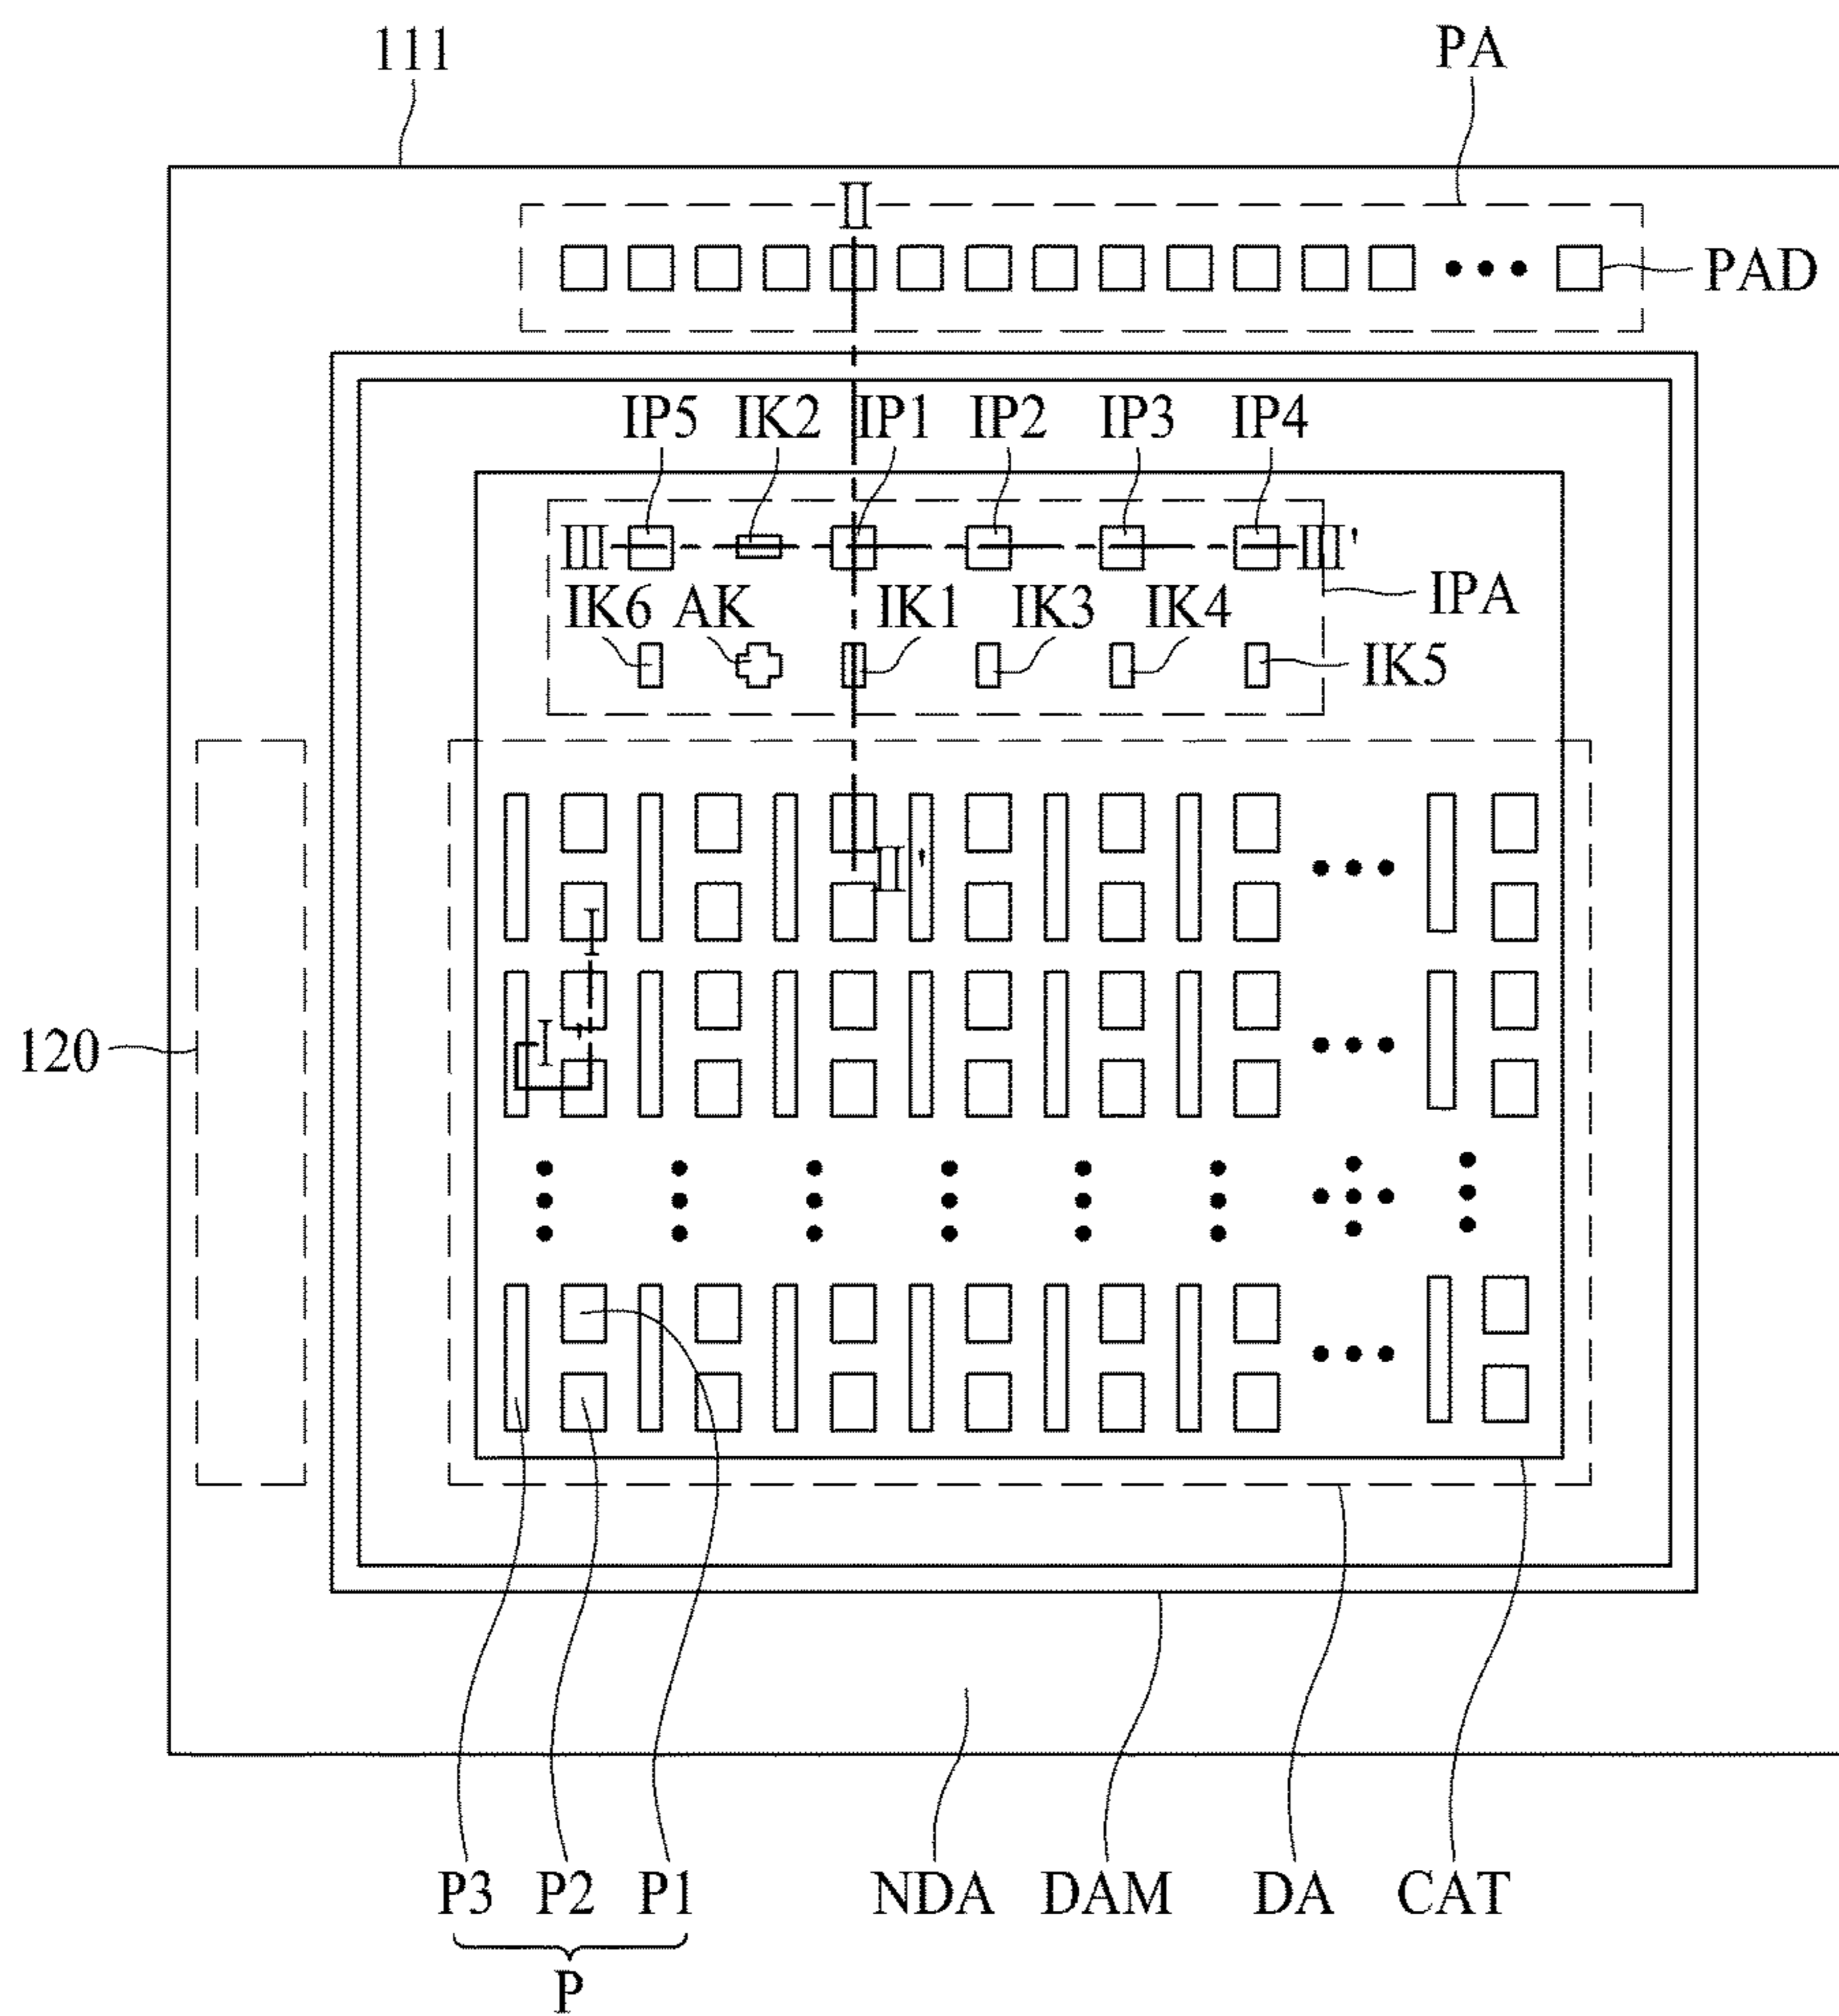 111 PA
II
PAD
IP5 IK2 IP1 IP2 IP3 IP4
III III'
IPA
IK6 AK IK1 IK3 IK4
IK5
II'
I
I'
120
P3 P2 P1 NDA DAM DA CAT
P